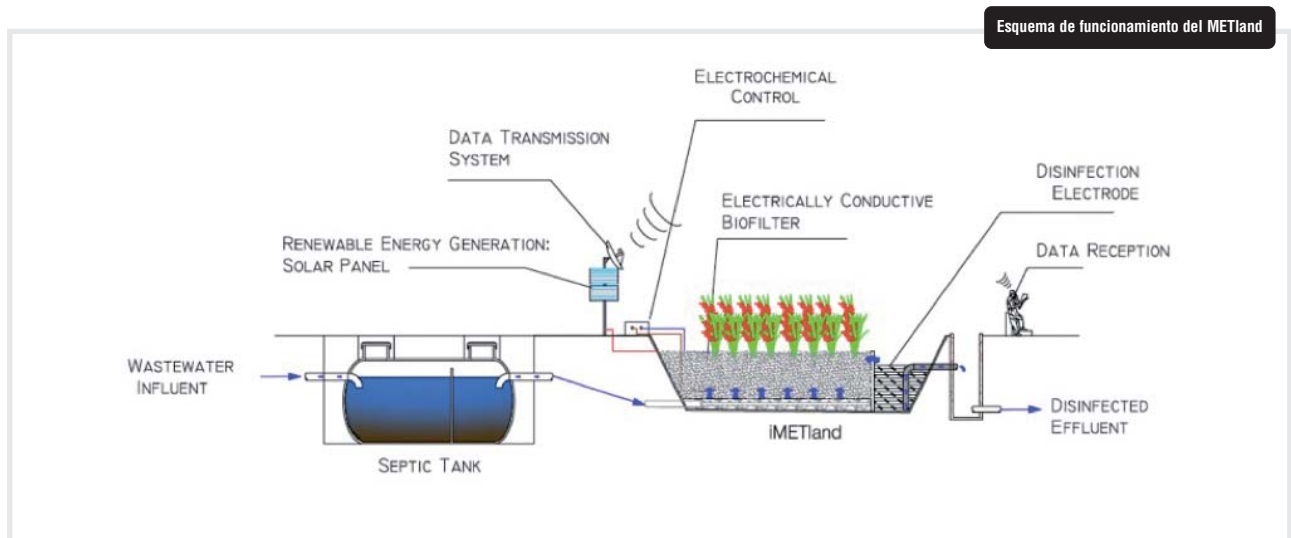 Esquema de funcionamiento del METland
ELECTROCHEMICAL
CONTROL
DATA TRANSMISSION
SYSTEM
DISINFECTION
ELECTRODE
ELECTRICALLY CONDUCTIVE
BIOFILTER
RENEWABLE ENERGY GENERATION:
SOLAR PANEL
DATA RECEPTION
WASTEWATER
INFLUENT
DISINFECTED
EFFLUENT
iMETland
SEPTIC TANK